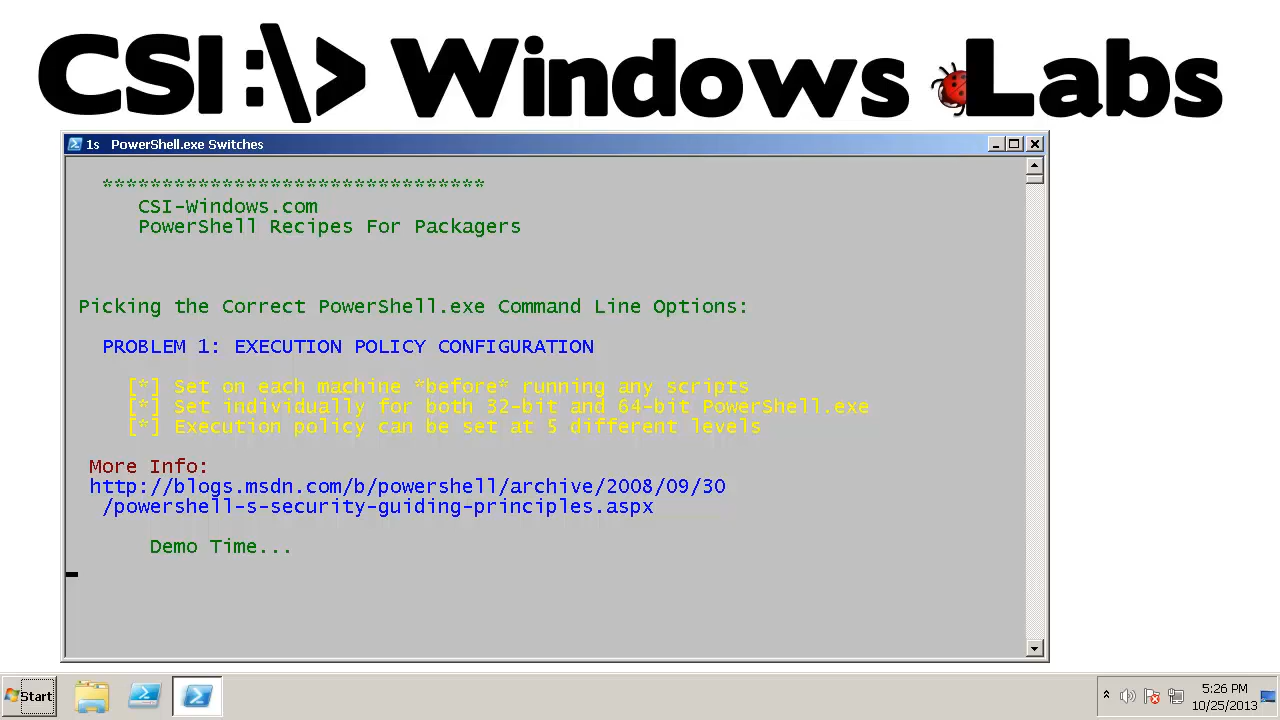 CSI:\> Windows Labs
1s PowerShell.exe Switches
********************************
CSI-Windows.com
PowerShell Recipes For Packagers
Picking the Correct PowerShell.exe Command Line Options:
PROBLEM 1: EXECUTION POLICY CONFIGURATION
[*] Set on each machine *before* running any scripts
[*] Set individually for both 32-bit and 64-bit PowerShell.exe
[*] Execution policy can be set at 5 different levels
More Info:
http://blogs.msdn.com/b/powershell/archive/2008/09/30
/powershell-s-security-guiding-principles.aspx
Demo Time...
Start
5:26 PM
10/25/2013